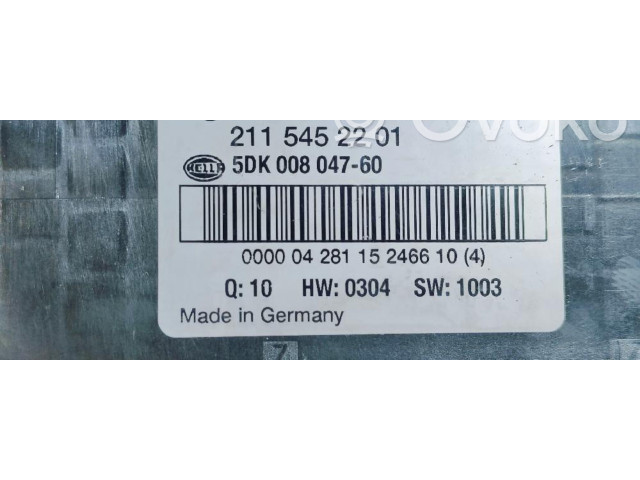 211 545 22 01
HELLA 5DK 008 047-60
0000 04 281 15 2466 10 (4)
Q: 10 HW: 0304 SW: 1003
Made in Germany
7